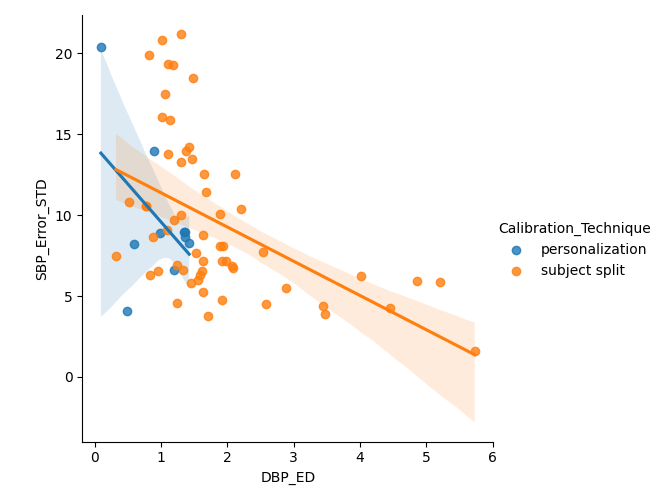 20
15
10
5
0
SBP_Error_STD
0 1 2 3 4 5 6
DBP_ED
Calibration_Technique
personalization
subject split